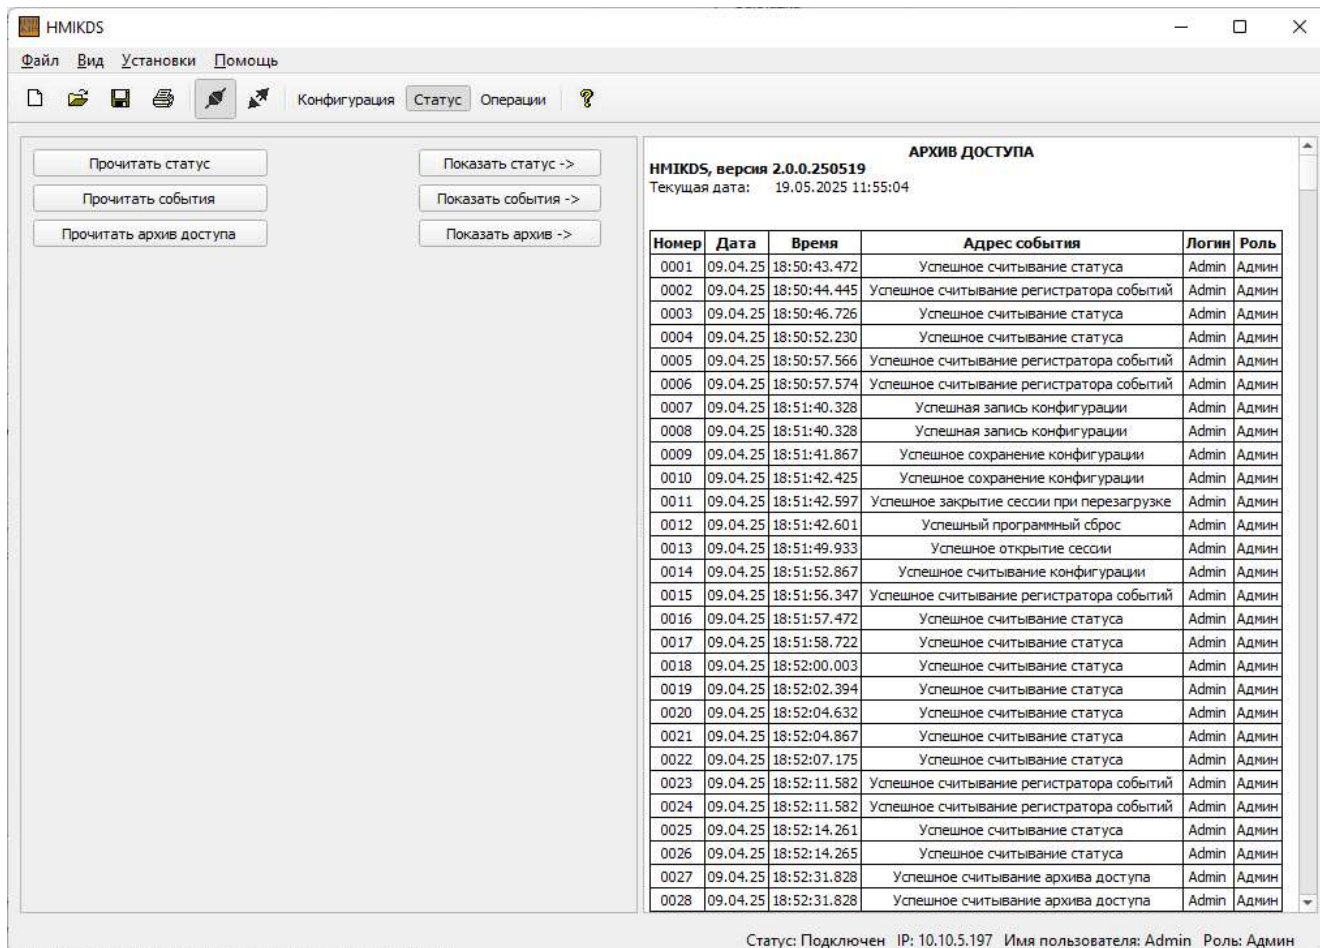 HMIKDS
Файл Вид Установки Помощь
Конфигурация Статус Операции
Прочитать статус Показать статус ->
Прочитать события Показать события ->
Прочитать архив доступа Показать архив ->
АРХИВ ДОСТУПА
HMIKDS, версия 2.0.0.250519
Текущая дата: 19.05.2025 11:55:04
Номер Дата Время Адрес события Логин Роль
0001 09.04.25 18:50:43.472 Успешное считывание статуса Admin Админ
0002 09.04.25 18:50:44.445 Успешное считывание регистратора событий Admin Админ
0003 09.04.25 18:50:46.726 Успешное считывание статуса Admin Админ
0004 09.04.25 18:50:52.230 Успешное считывание статуса Admin Админ
0005 09.04.25 18:50:57.566 Успешное считывание регистратора событий Admin Админ
0006 09.04.25 18:50:57.574 Успешное считывание регистратора событий Admin Админ
0007 09.04.25 18:51:40.328 Успешная запись конфигурации Admin Админ
0008 09.04.25 18:51:40.328 Успешная запись конфигурации Admin Админ
0009 09.04.25 18:51:41.867 Успешное сохранение конфигурации Admin Админ
0010 09.04.25 18:51:42.425 Успешное сохранение конфигурации Admin Админ
0011 09.04.25 18:51:42.597 Успешное закрытие сессии при перезагрузке Admin Админ
0012 09.04.25 18:51:42.601 Успешный программный сброс Admin Админ
0013 09.04.25 18:51:49.933 Успешное открытие сессии Admin Админ
0014 09.04.25 18:51:52.867 Успешное считывание конфигурации Admin Админ
0015 09.04.25 18:51:56.347 Успешное считывание регистратора событий Admin Админ
0016 09.04.25 18:51:57.472 Успешное считывание статуса Admin Админ
0017 09.04.25 18:51:58.722 Успешное считывание статуса Admin Админ
0018 09.04.25 18:52:00.003 Успешное считывание статуса Admin Админ
0019 09.04.25 18:52:02.394 Успешное считывание статуса Admin Админ
0020 09.04.25 18:52:04.632 Успешное считывание статуса Admin Админ
0021 09.04.25 18:52:04.867 Успешное считывание статуса Admin Админ
0022 09.04.25 18:52:07.175 Успешное считывание статуса Admin Админ
0023 09.04.25 18:52:11.582 Успешное считывание регистратора событий Admin Админ
0024 09.04.25 18:52:11.582 Успешное считывание регистратора событий Admin Админ
0025 09.04.25 18:52:14.261 Успешное считывание статуса Admin Админ
0026 09.04.25 18:52:14.265 Успешное считывание статуса Admin Админ
0027 09.04.25 18:52:31.828 Успешное считывание архива доступа Admin Админ
0028 09.04.25 18:52:31.828 Успешное считывание архива доступа Admin Админ
Статус: Подключен IP: 10.10.5.197 Имя пользователя: Admin Роль: Админ